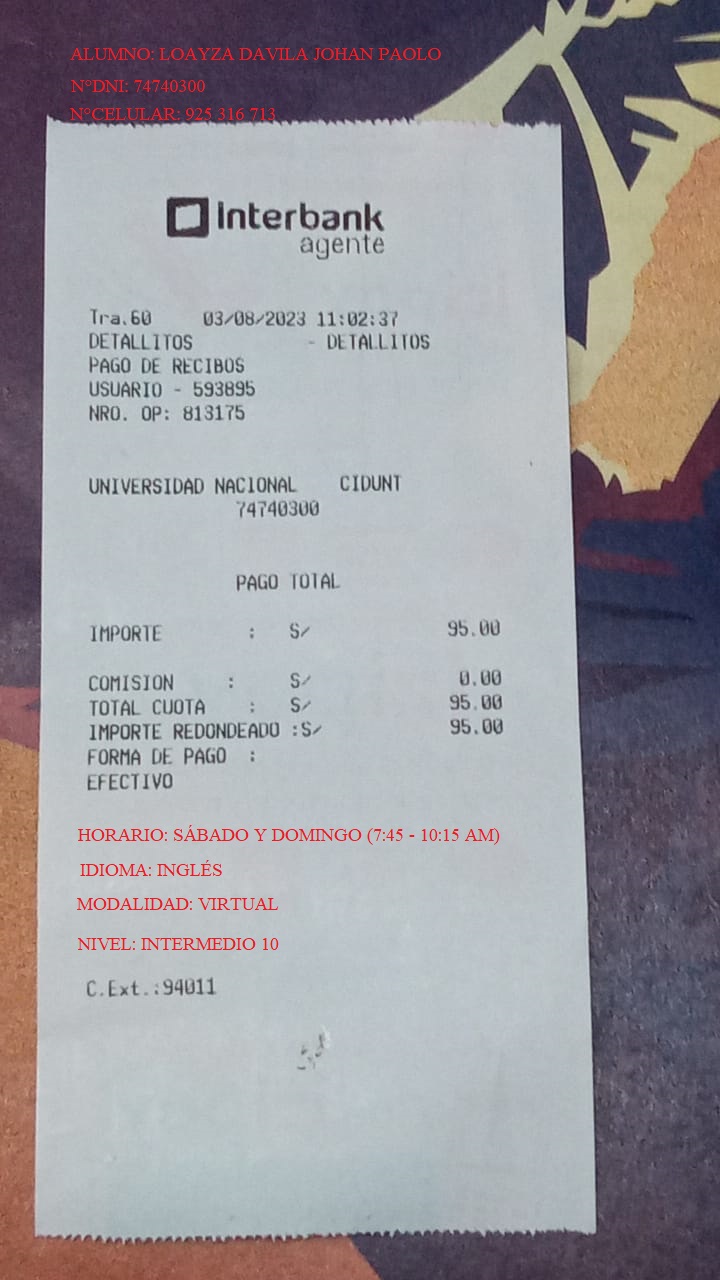 ALUMNO: LOAYZA DAVILA JOHAN PAOLO
N°DNI: 74740300
N°CELULAR: 925 316 713
interbank
agente
Tra.60 03/08/2023 11:02:37
DETALLITOS - DETALLITOS
PAGO DE RECIBOS
USUARIO - 593895
NRO. OP: 813175
UNIVERSIDAD NACIONAL CIDUNT
74740300
PAGO TOTAL
IMPORTE : S/ 95.00
COMISION : S/ 0.00
TOTAL CUOTA : S/ 95.00
IMPORTE REDONDEADO :S/ 95.00
FORMA DE PAGO :
EFECTIVO
HORARIO: SÁBADO Y DOMINGO (7:45 - 10:15 AM)
IDIOMA: INGLÉS
MODALIDAD: VIRTUAL
NIVEL: INTERMEDIO 10
C.Ext.:94011